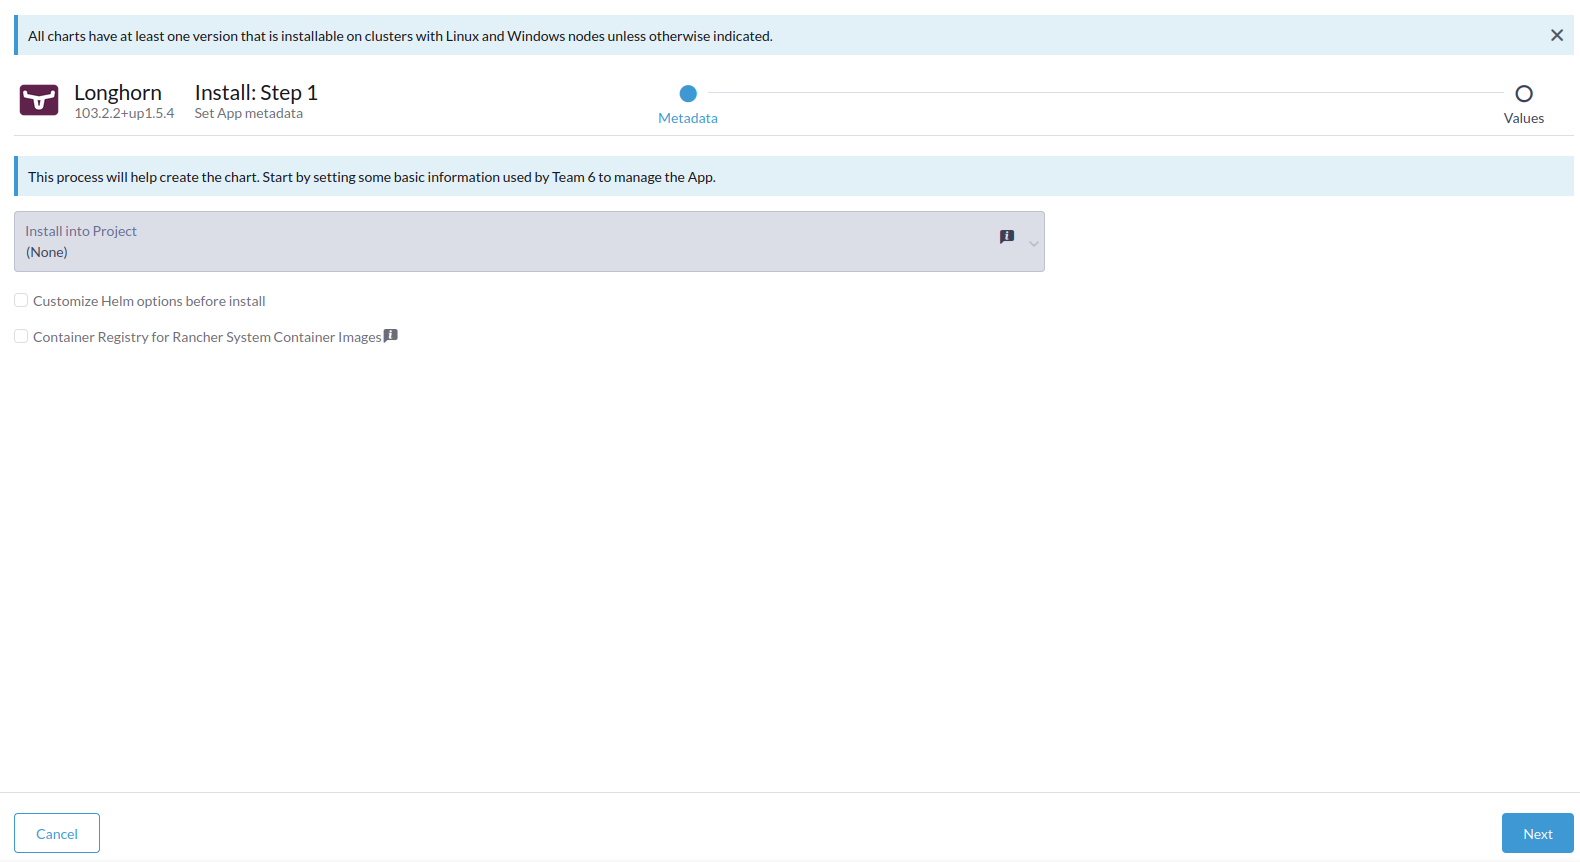 All charts have at least one version that is installable on clusters with Linux and Windows nodes unless otherwise indicated.
Longhorn
103.2.2+up1.5.4
Install: Step 1
Set App metadata
Metadata
Values
This process will help create the chart. Start by setting some basic information used by Team 6 to manage the App.
Install into Project
(None)
Customize Helm options before install
Container Registry for Rancher System Container Images
Cancel
Next